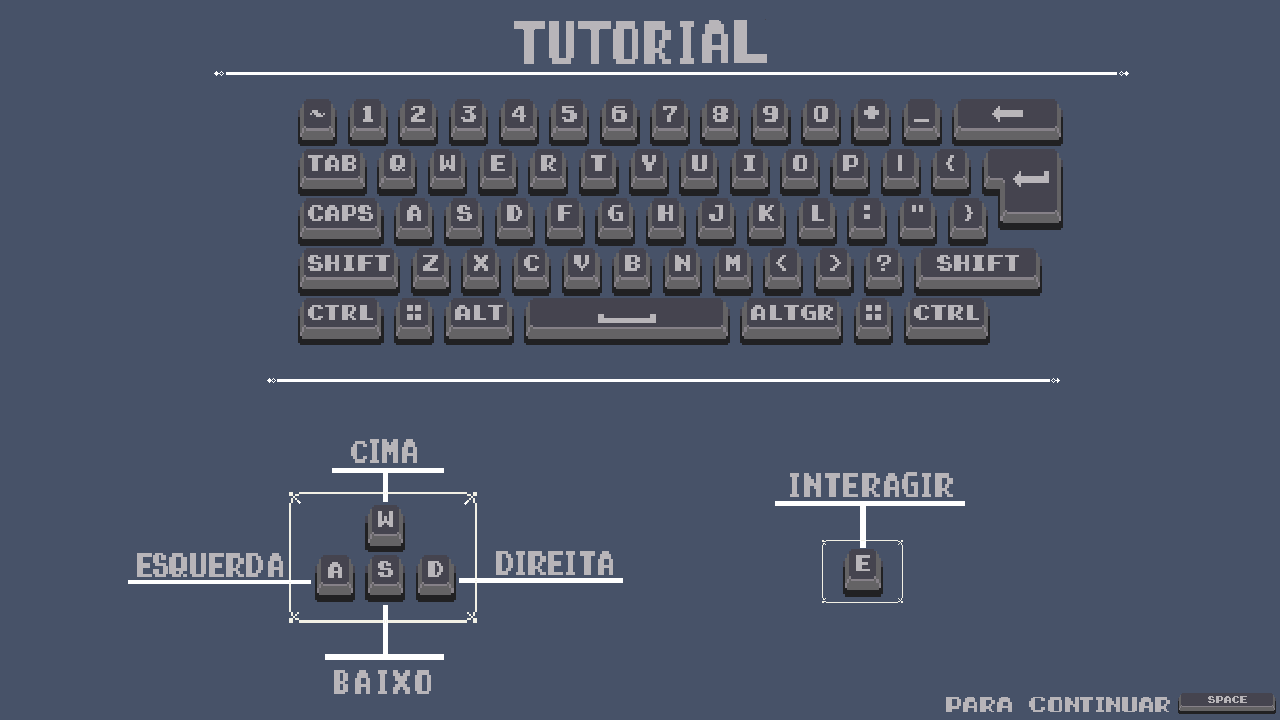 TUTORIAL
~ 1 2 3 4 5 6 7 8 9 0 + _ ←
TAB Q W E R T Y U I O P | {
CAPS A S D F G H J K L : " }
SHIFT Z X C V B N M < > ? SHIFT
CTRL ALT ALTGR CTRL
CIMA
INTERAGIR
W
ESQUERDA A S D DIREITA
E
BAIXO
PARA CONTINUAR SPACE